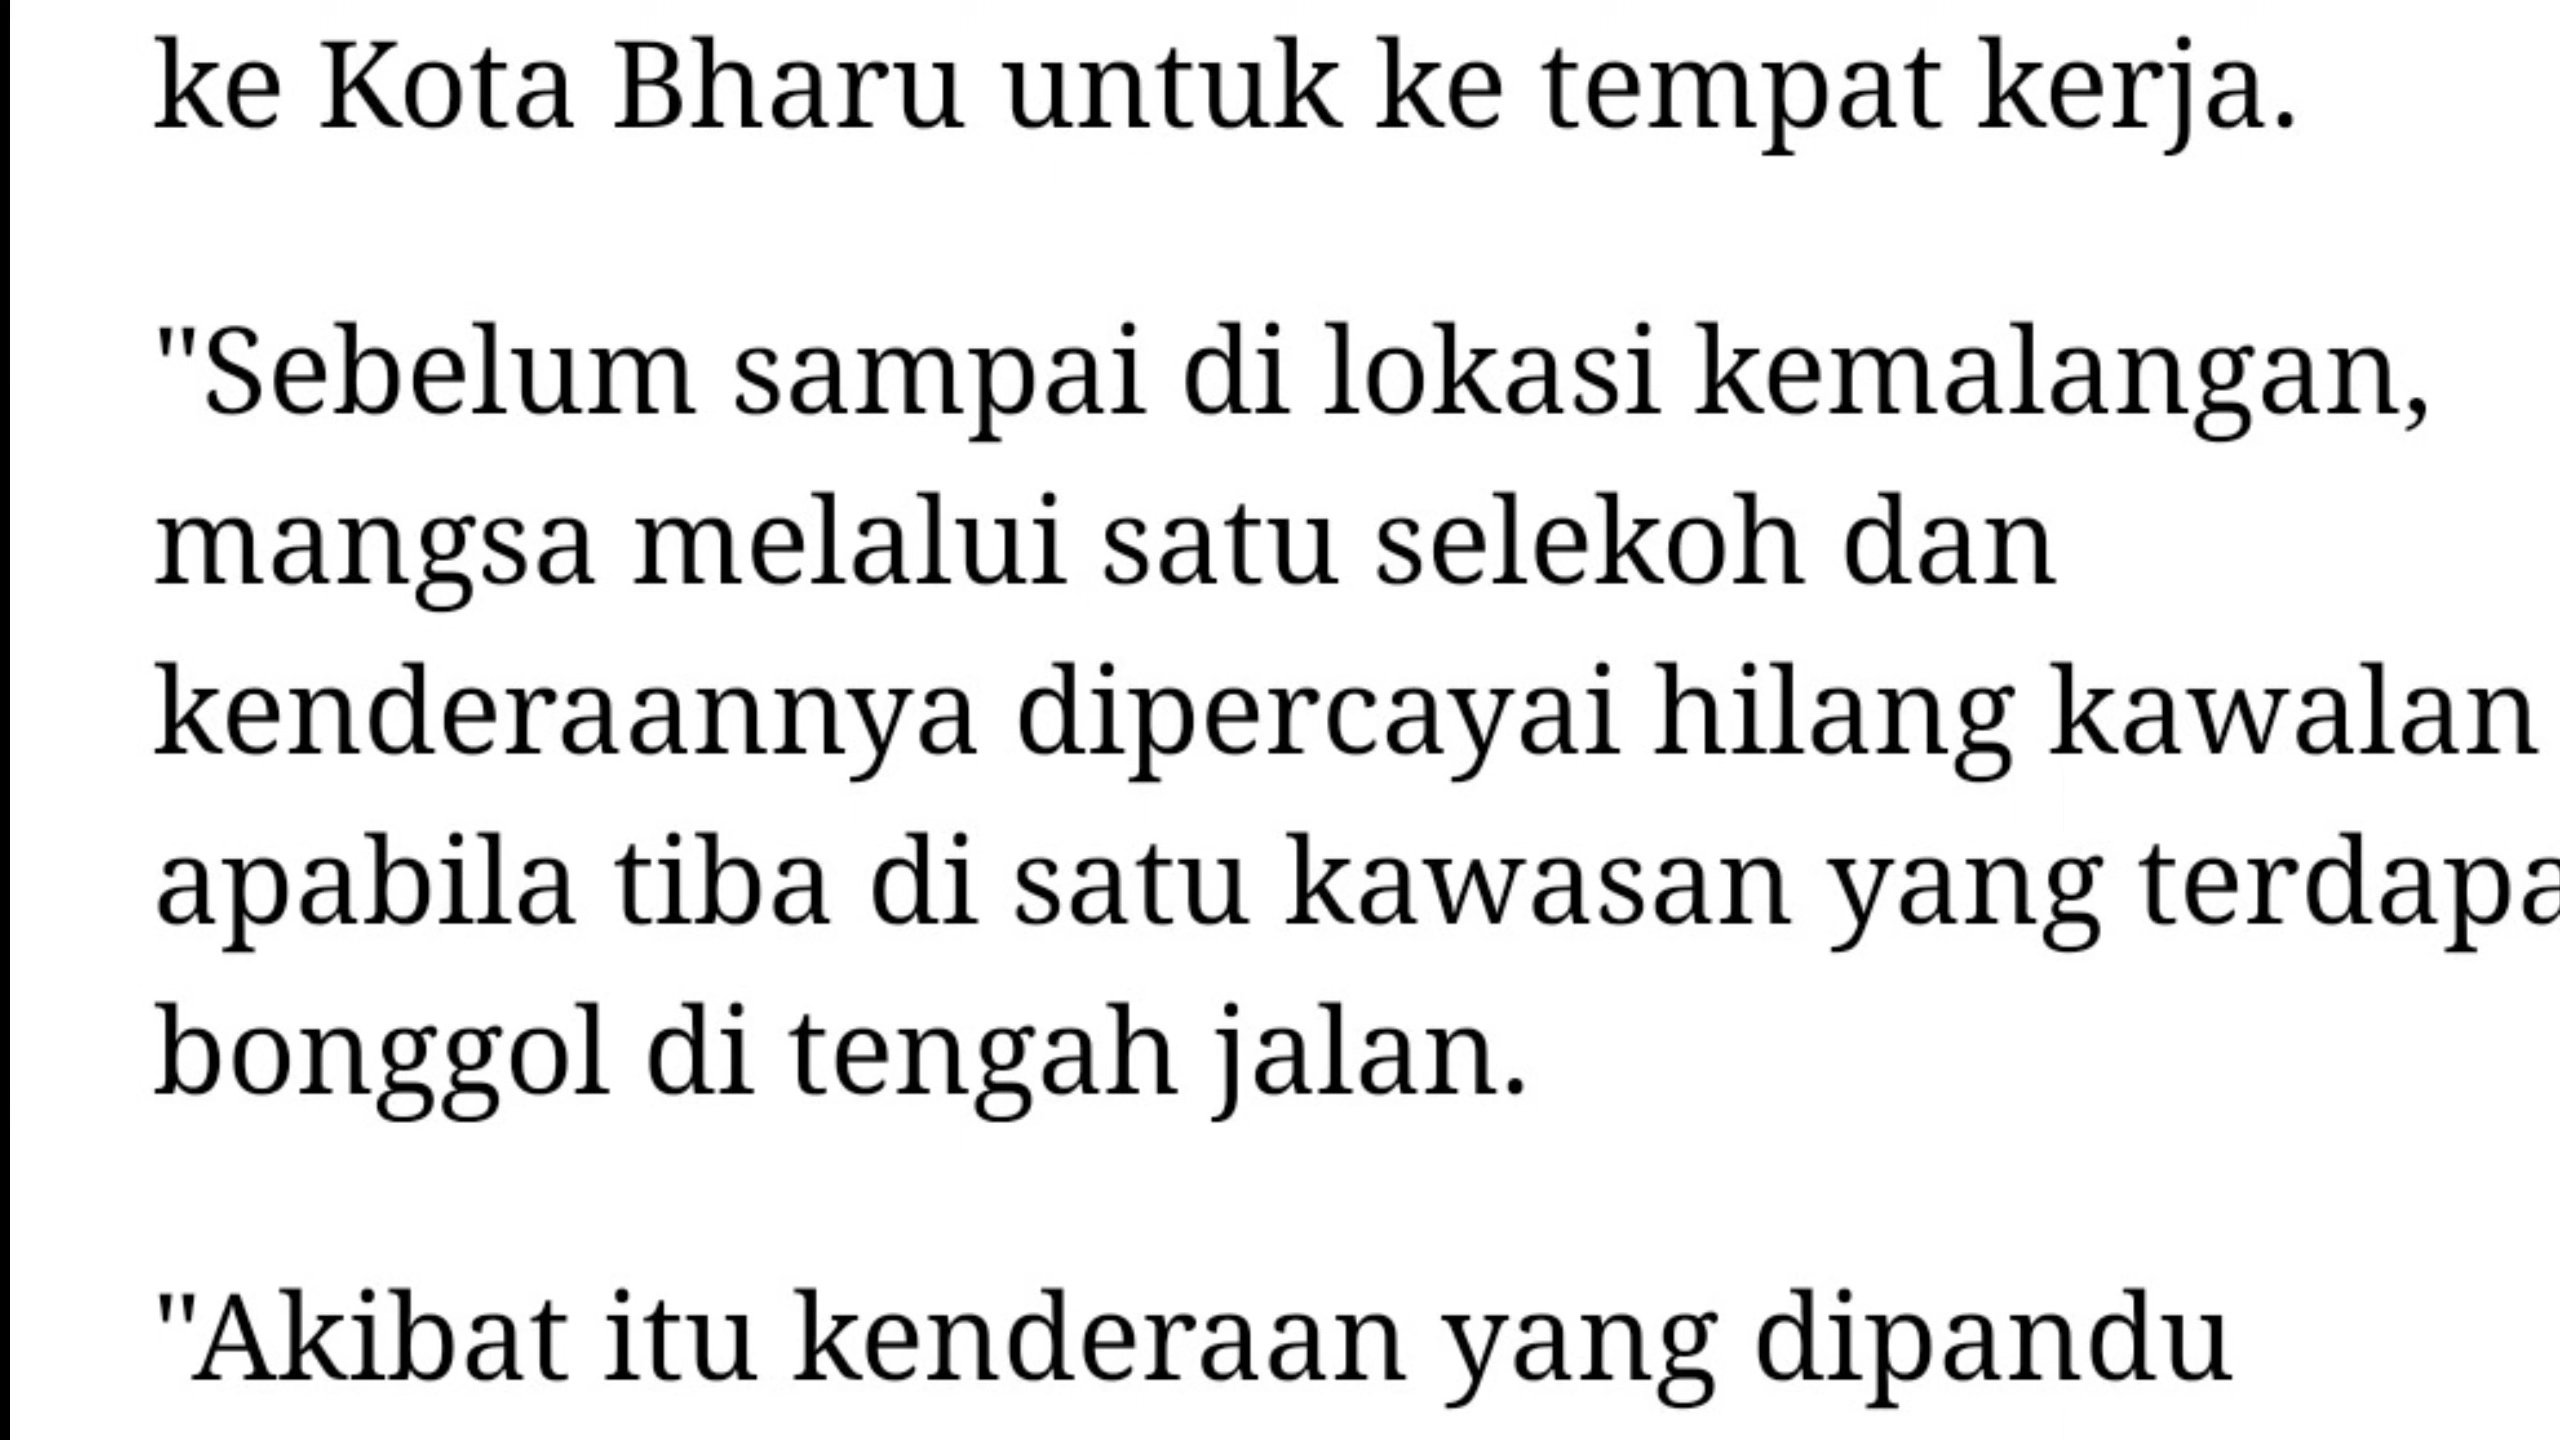 ke Kota Bharu untuk ke tempat kerja.
"Sebelum sampai di lokasi kemalangan,
mangsa melalui satu selekoh dan
kenderaannya dipercayai hilang kawalan
apabila tiba di satu kawasan yang terdapa
bonggol di tengah jalan.
"Akibat itu kenderaan yang dipandu